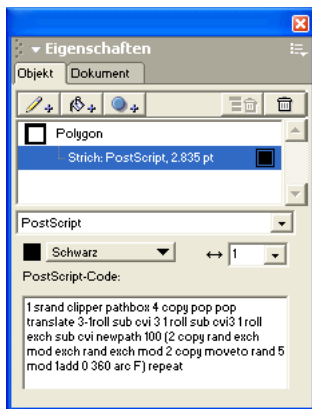 Eigenschaften
Objekt Dokument
Polygon
Strich: PostScript, 2.835 pt
PostScript
Schwarz 1
PostScript-Code:
1 srand clipper pathbox 4 copy pop pop
translate 3-1roll sub cvi 3 1 roll sub cvi3 1 roll
exch sub cvi newpath 100 (2 copy rand exch
mod exch rand exch mod 2 copy moveto rand 5
mod 1add 0 360 arc F) repeat